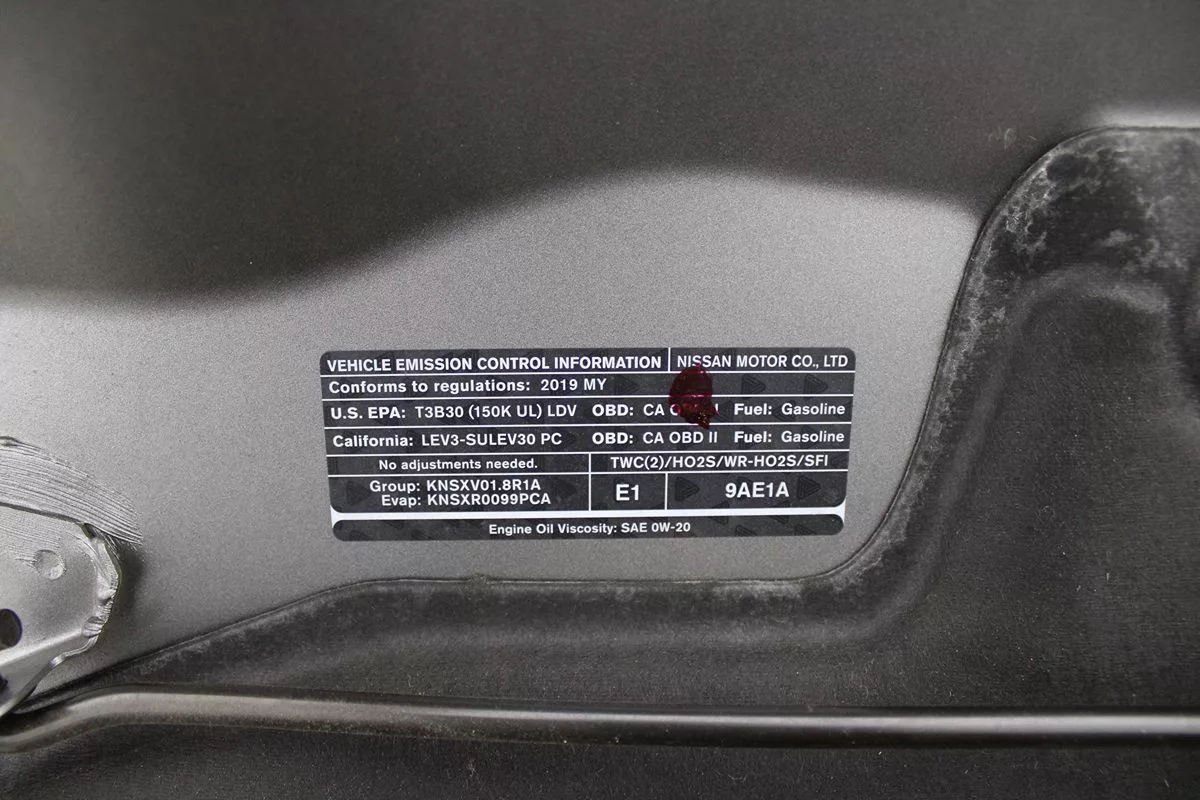 VEHICLE EMISSION CONTROL INFORMATION NISSAN MOTOR CO., LTD
Conforms to regulations: 2019 MY
U.S. EPA: T3B30 (150K UL) LDV OBD: CA Fuel: Gasoline
California: LEV3-SULEV30 PC OBD: CA OBD II Fuel: Gasoline
No adjustments needed. TWC(2)/HO2S/WR-HO2S/SFI
Group: KNSXV01.8R1A
Evap: KNSXR0099PCA
E1 9AE1A
Engine Oil Viscosity: SAE 0W-20